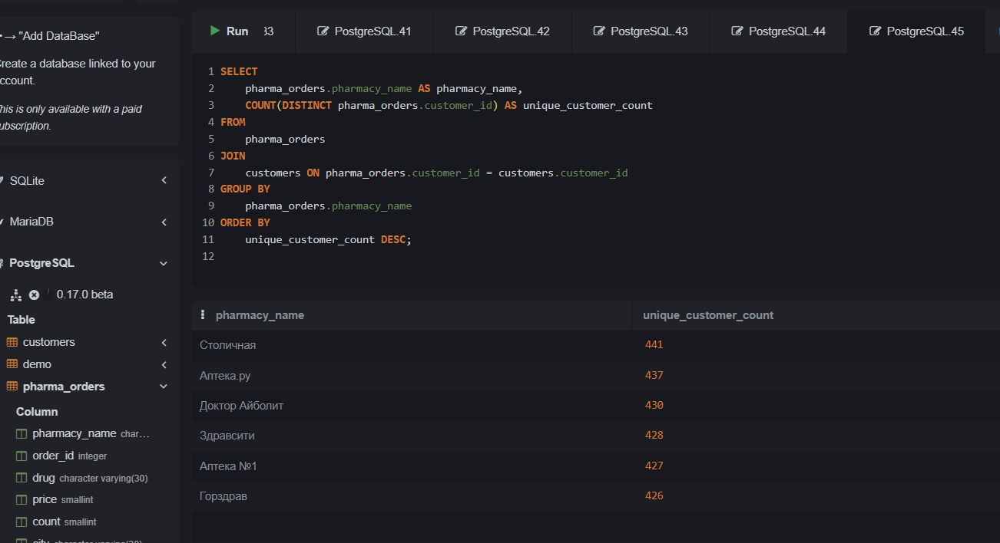 "Add DataBase"
reate a database linked to your
ccount.
his is only available with a paid
ubscription.
SQLite
MariaDB
PostgreSQL
0.17.0 beta
Table
customers
demo
pharma_orders
Column
pharmacy_name char...
order_id integer
drug character varying(30)
price smallint
count smallint
city character varying(30)
Run
33
PostgreSQL.41
PostgreSQL.42
PostgreSQL.43
PostgreSQL.44
PostgreSQL.45
1 SELECT
2 pharma_orders.pharmacy_name AS pharmacy_name,
3 COUNT(DISTINCT pharma_orders.customer_id) AS unique_customer_count
4 FROM
5 pharma_orders
6 JOIN
7 customers ON pharma_orders.customer_id = customers.customer_id
8 GROUP BY
9 pharma_orders.pharmacy_name
10 ORDER BY
11 unique_customer_count DESC;
12
pharmacy_name unique_customer_count
Столичная 441
Аптека.ру 437
Доктор Айболит 430
Здравсити 428
Аптека №1 427
Горздрав 426